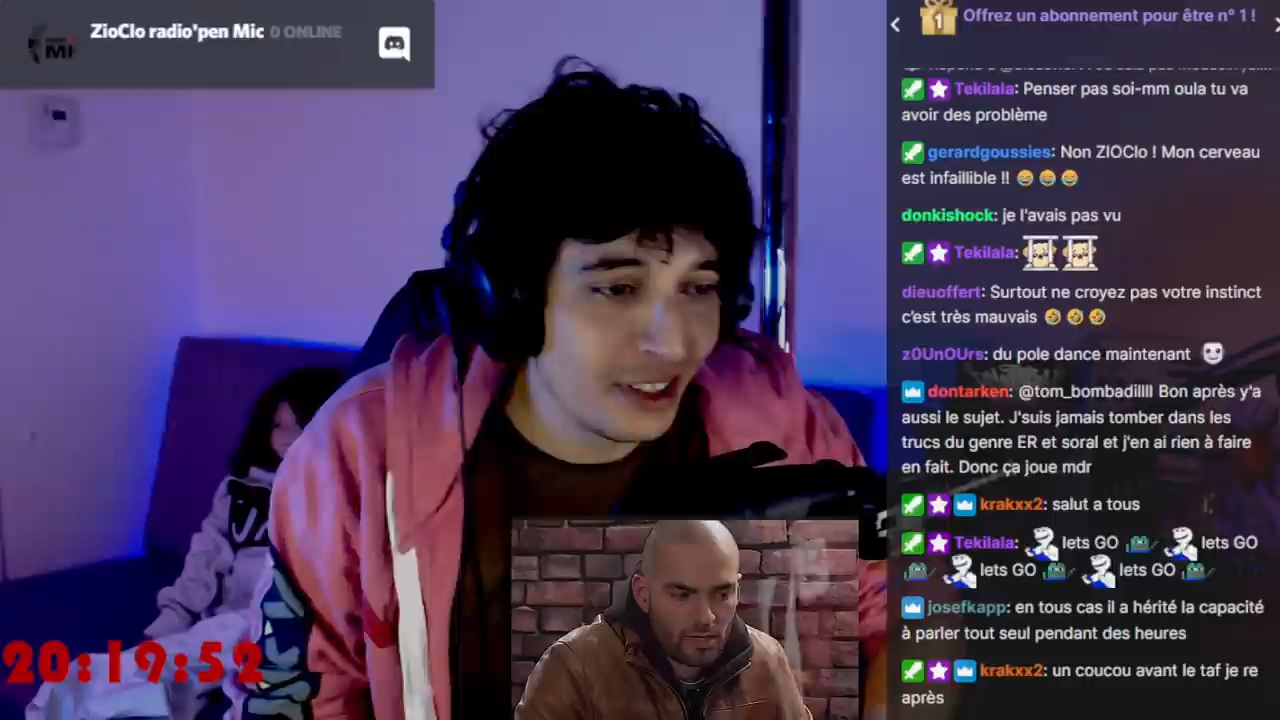 ZioClo radio'pen Mic 0 ONLINE
MI
20:19:52
1 Offrez un abonnement pour être n° 1 !
Tekilala: Penser pas soi-mm oula tu va
avoir des problème
gerardgoussies: Non ZIOClo ! Mon cerveau
est infaillible !!
donkishock: je l'avais pas vu
Tekilala:
dieuoffert: Surtout ne croyez pas votre instinct
c'est très mauvais
z0UnOUrs: du pole dance maintenant
dontarken: @tom_bombadilllI Bon après y'a
aussi le sujet. J'suis jamais tomber dans les
trucs du genre ER et soral et j'en ai rien à faire
en fait. Donc ça joue mdr
krakxx2: salut a tous
Tekilala: lets GO lets GO
lets GO lets GO
josefkapp: en tous cas il a hérité la capacité
à parler tout seul pendant des heures
krakxx2: un coucou avant le taf je re
après